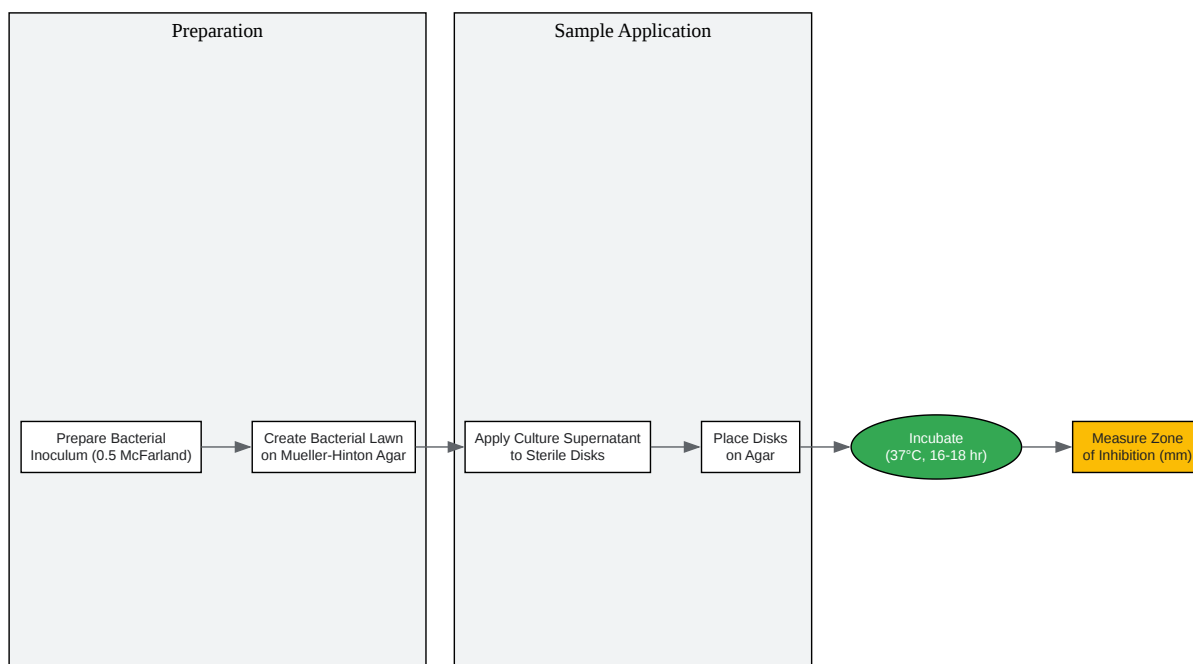 Preparation
Sample Application
Prepare Bacterial
Inoculum (0.5 McFarland)
Create Bacterial Lawn
on Mueller-Hinton Agar
Apply Culture Supernatant
to Sterile Disks
Place Disks
on Agar
Incubate
(37°C, 16-18 hr)
Measure Zone
of Inhibition (mm)